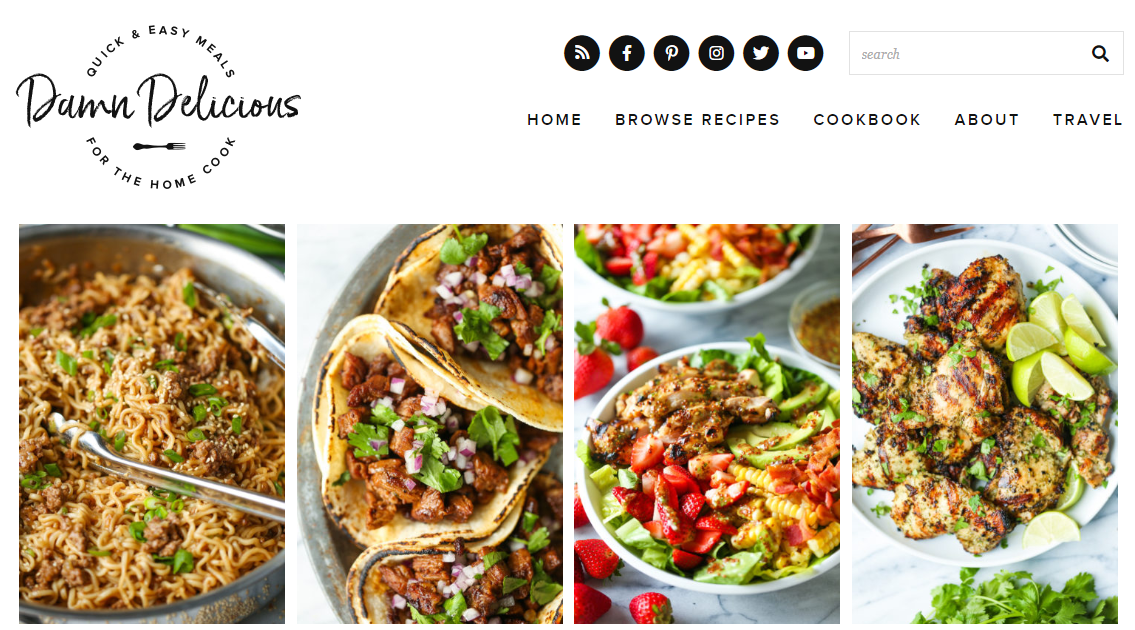 QUICK & EASY MEALS
Damn Delicious
FOR THE HOME COOK
search
HOME
BROWSE RECIPES
COOKBOOK
ABOUT
TRAVEL